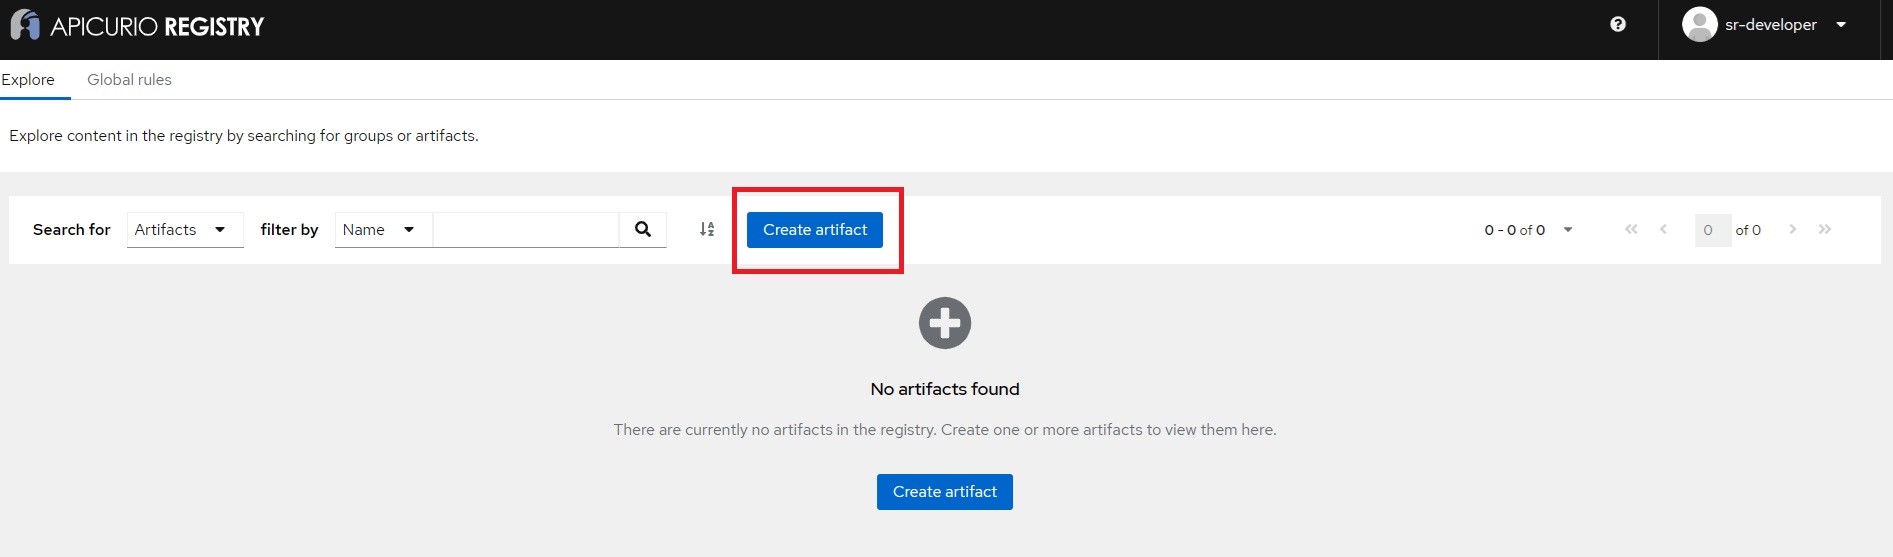 APICURIO REGISTRY
sr-developer
Explore Global rules
Explore content in the registry by searching for groups or artifacts.
Search for Artifacts filter by Name Create artifact 0 - 0 of 0 0 of 0
No artifacts found
There are currently no artifacts in the registry. Create one or more artifacts to view them here.
Create artifact